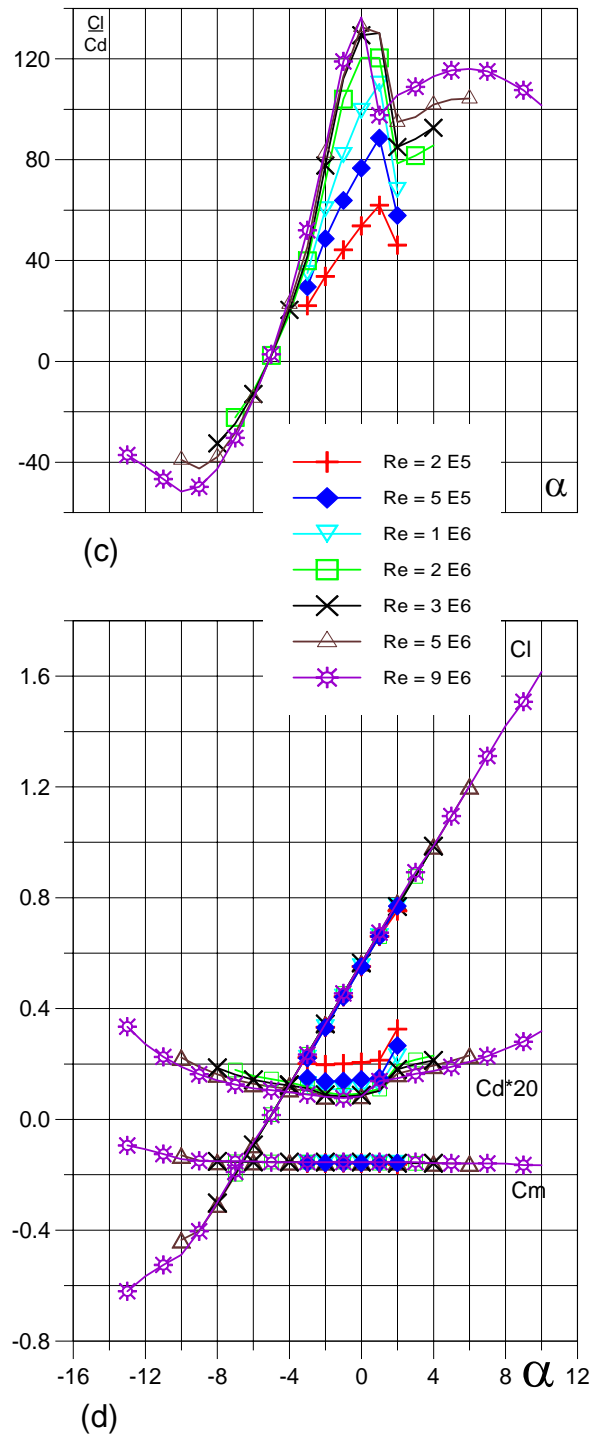 Cl
Cd
120
80
40
0
-40
α
(c)
Re = 2 E5
Re = 5 E5
Re = 1 E6
Re = 2 E6
Re = 3 E6
Re = 5 E6
Re = 9 E6
Cl
1.6
1.2
0.8
0.4
Cd*20
0.0
Cm
-0.4
-0.8
-16 -12 -8 -4 0 4 α 8 12
(d)